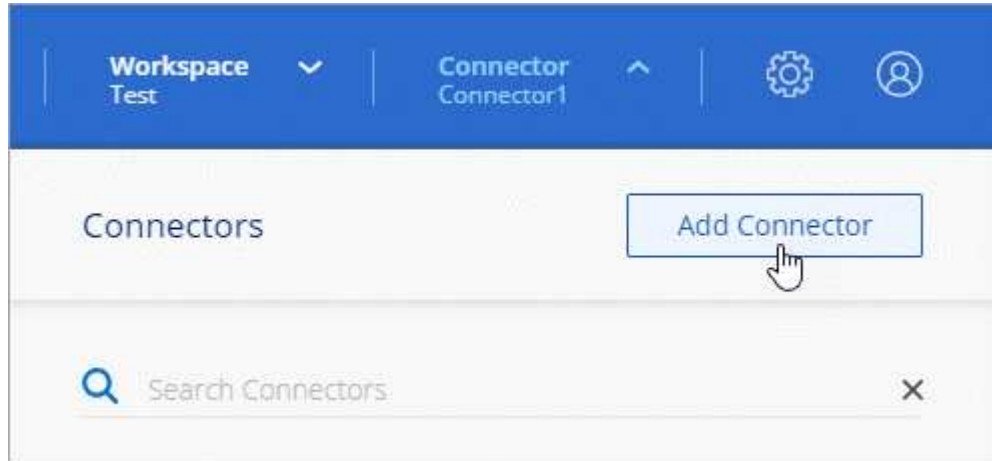 Workspace
Test
Connector
Connector1
Connectors
Add Connector
Search Connectors